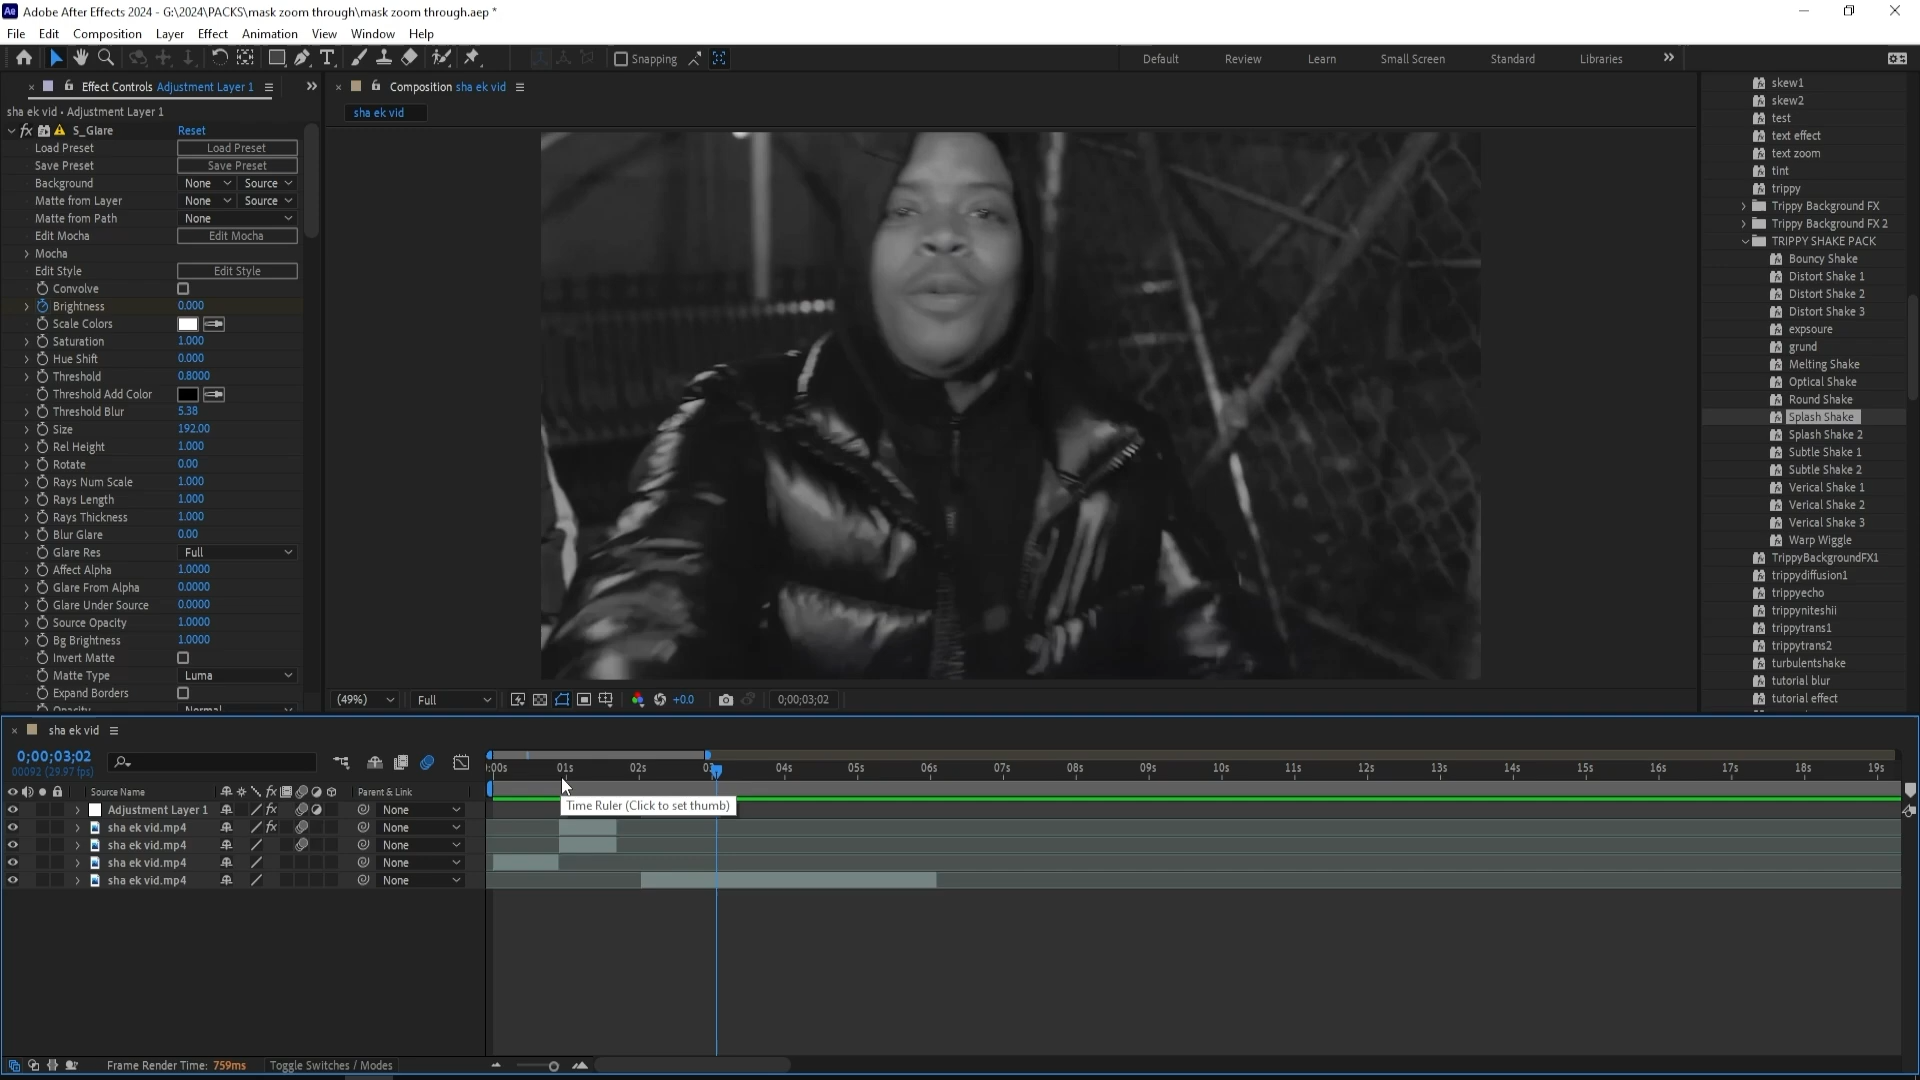 Adobe After Effects 2024 - G:\2024\PACKS\mask zoom through\mask zoom through.aep *
File Edit Composition Layer Effect Animation View Window Help
Snapping
Default Review Learn Small Screen Standard Libraries
Effect Controls Adjustment Layer 1
sha ek vid • Adjustment Layer 1
fx S_Glare Reset
Load Preset Load Preset
Save Preset Save Preset
Background None Source
Matte from Layer None Source
Matte from Path None
Edit Mocha Edit Mocha
Mocha
Edit Style Edit Style
Convolve
Brightness 0.000
Scale Colors
Saturation 1.000
Hue Shift 0.000
Threshold 0.8000
Threshold Add Color
Threshold Blur 5.38
Size 192.00
Rel Height 1.000
Rotate 0.00
Rays Num Scale 1.000
Rays Length 1.000
Rays Thickness 1.000
Blur Glare 0.00
Glare Res Full
Affect Alpha 1.0000
Glare From Alpha 0.0000
Glare Under Source 0.0000
Source Opacity 1.0000
Bg Brightness 1.0000
Invert Matte
Matte Type Luma
Expand Borders
Opacity Normal
Composition sha ek vid
sha ek vid
(49%) Full +0.0 0;00;03;02
skew1
skew2
test
text effect
text zoom
tint
trippy
Trippy Background FX
Trippy Background FX 2
TRIPPY SHAKE PACK
Bouncy Shake
Distort Shake 1
Distort Shake 2
Distort Shake 3
expsoure
grund
Melting Shake
Optical Shake
Round Shake
Splash Shake
Splash Shake 2
Subtle Shake 1
Subtle Shake 2
Verical Shake 1
Verical Shake 2
Verical Shake 3
Warp Wiggle
TrippyBackgroundFX1
trippydiffusion1
trippyecho
trippyniteshii
trippytrans1
trippytrans2
turbulentshake
tutorial blur
tutorial effect
sha ek vid
0;00;03;02
00092 (29.97 fps)
:00s 01s 02s 03 04s 05s 06s 07s 08s 09s 10s 11s 12s 13s 14s 15s 16s 17s 18s 19s
Source Name fx Parent & Link
Adjustment Layer 1 fx None
Time Ruler (Click to set thumb)
sha ek vid.mp4 fx None
sha ek vid.mp4 None
sha ek vid.mp4 None
sha ek vid.mp4 None
Frame Render Time: 759ms Toggle Switches / Modes